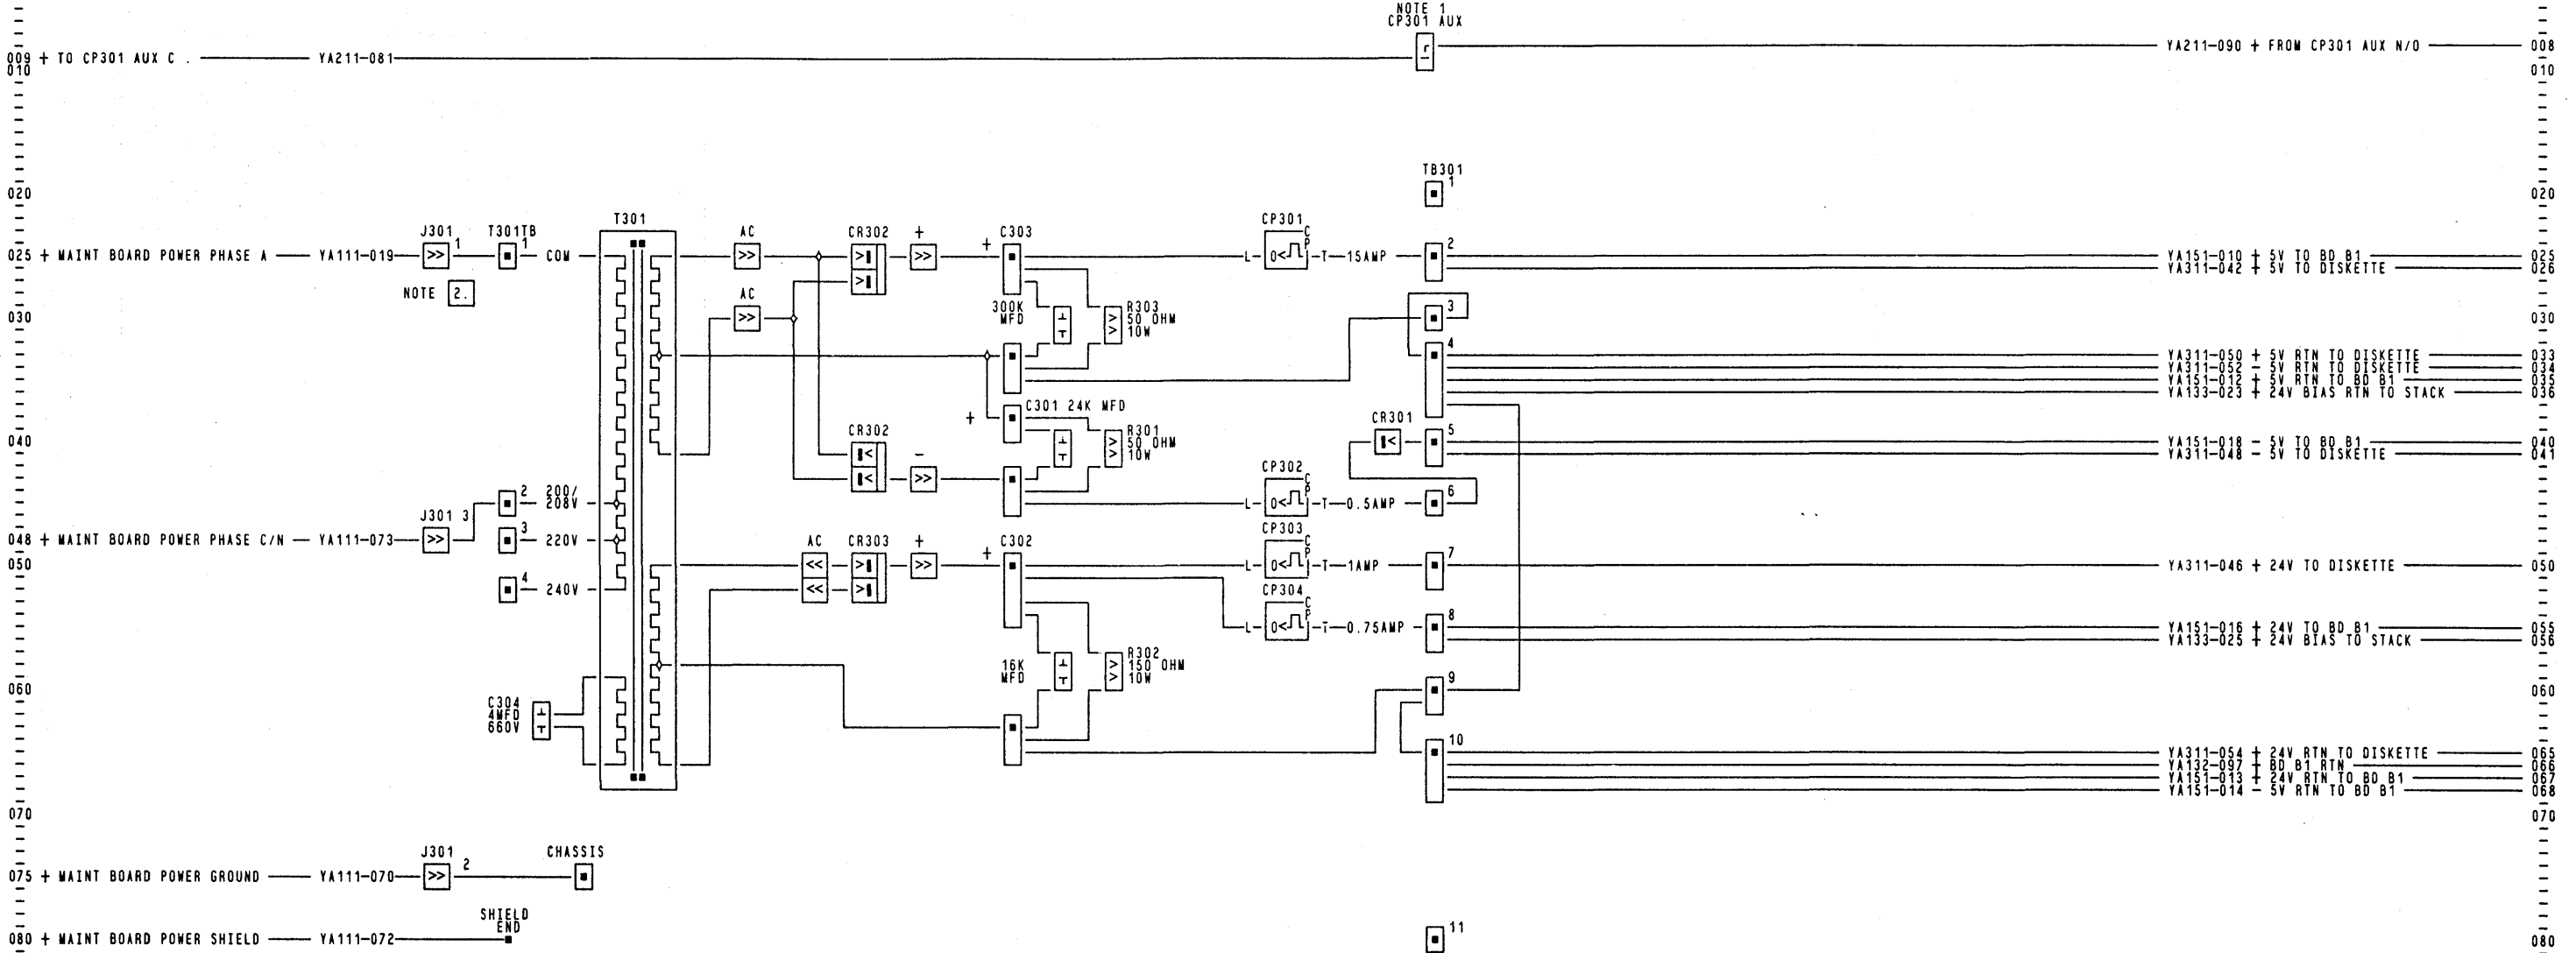 NOTE 1
CP301 AUX
009 + TO CP301 AUX C . YA211-081
YA211-090 + FROM CP301 AUX N/O 008
010
010
TB301
1
020
020
T301
J301 1
T301TB 1
AC
CR302
+
+ C303
CP301
CP
2
025 + MAINT BOARD POWER PHASE A YA111-019 >> COM >> >> L O< T 15AMP
YA151-010 + 5V TO BD B1 025
YA311-042 + 5V TO DISKETTE 026
NOTE 2.
AC
>>
300K
MFD
R303
50 OHM
10W
3
030
030
4
YA311-050 + 5V RTN TO DISKETTE 033
YA311-052 - 5V RTN TO DISKETTE 034
YA151-012 + 5V RTN TO BD B1 035
YA133-023 + 24V BIAS RTN TO STACK 036
+ C301 24K MFD
R301
50 OHM
10W
CR301
5
040
CR302
-
>>
YA151-018 - 5V TO BD B1 040
YA311-048 - 5V TO DISKETTE 041
CP302
CP
L O< T 0.5AMP
6
2 200/
208V
J301 3
3 220V
048 + MAINT BOARD POWER PHASE C/N YA111-073 >>
4 240V
050
AC
<<
<<
CR303
+
>>
+ C302
CP303
CP
L O< T 1AMP
7
YA311-046 + 24V TO DISKETTE 050
CP304
CP
L O< T 0.75AMP
8
YA151-016 + 24V TO BD B1 055
YA133-025 + 24V BIAS TO STACK 056
16K
MFD
R302
150 OHM
10W
9
060
060
C304
4MFD
660V
10
YA311-054 + 24V RTN TO DISKETTE 065
YA132-097 + BD B1 RTN 066
YA151-013 + 24V RTN TO BD B1 067
YA151-014 - 5V RTN TO BD B1 068
070
070
J301 2
CHASSIS
075 + MAINT BOARD POWER GROUND YA111-070 >>
SHIELD
END
080 + MAINT BOARD POWER SHIELD YA111-072
11
080